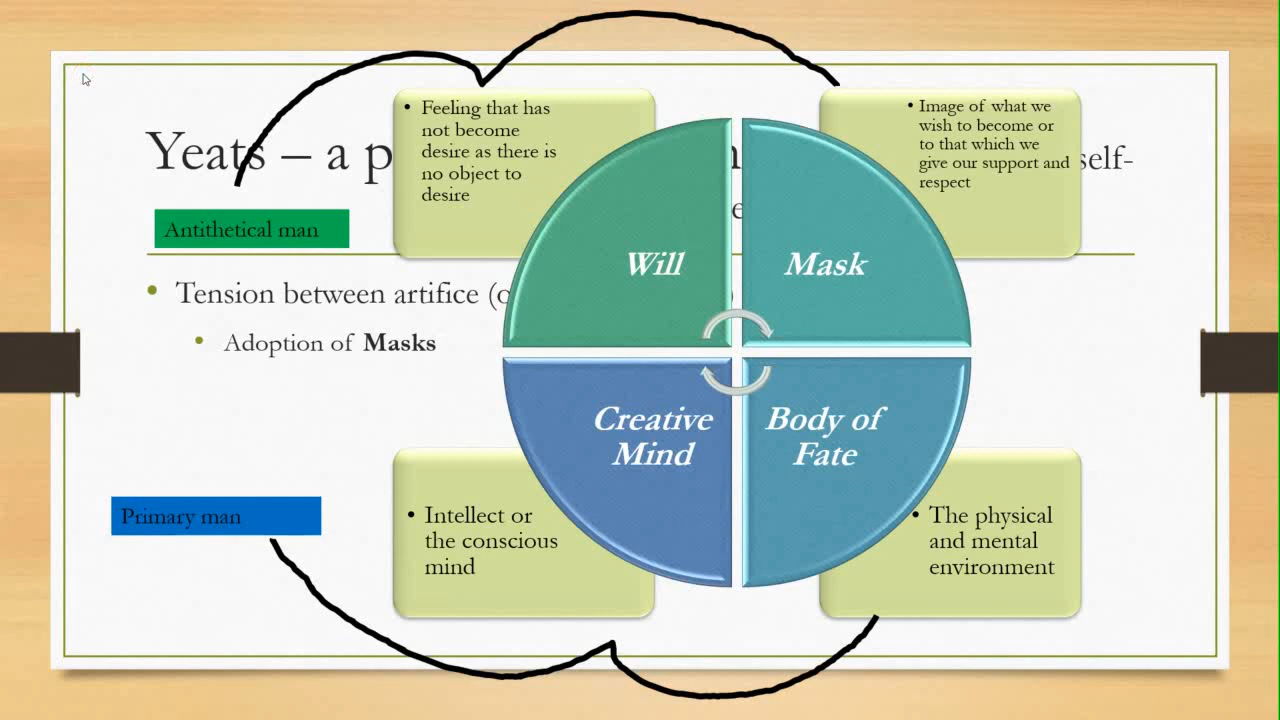 • Feeling that has
not become
desire as there is
no object to
desire
• Image of what we
wish to become or
to that which we
give our support and
respect
Yeats – a p
self-
Antithetical man
Will
Mask
• Tension between artifice (o
• Adoption of Masks
Creative
Mind
Body of
Fate
Primary man
• Intellect or
the conscious
mind
• The physical
and mental
environment